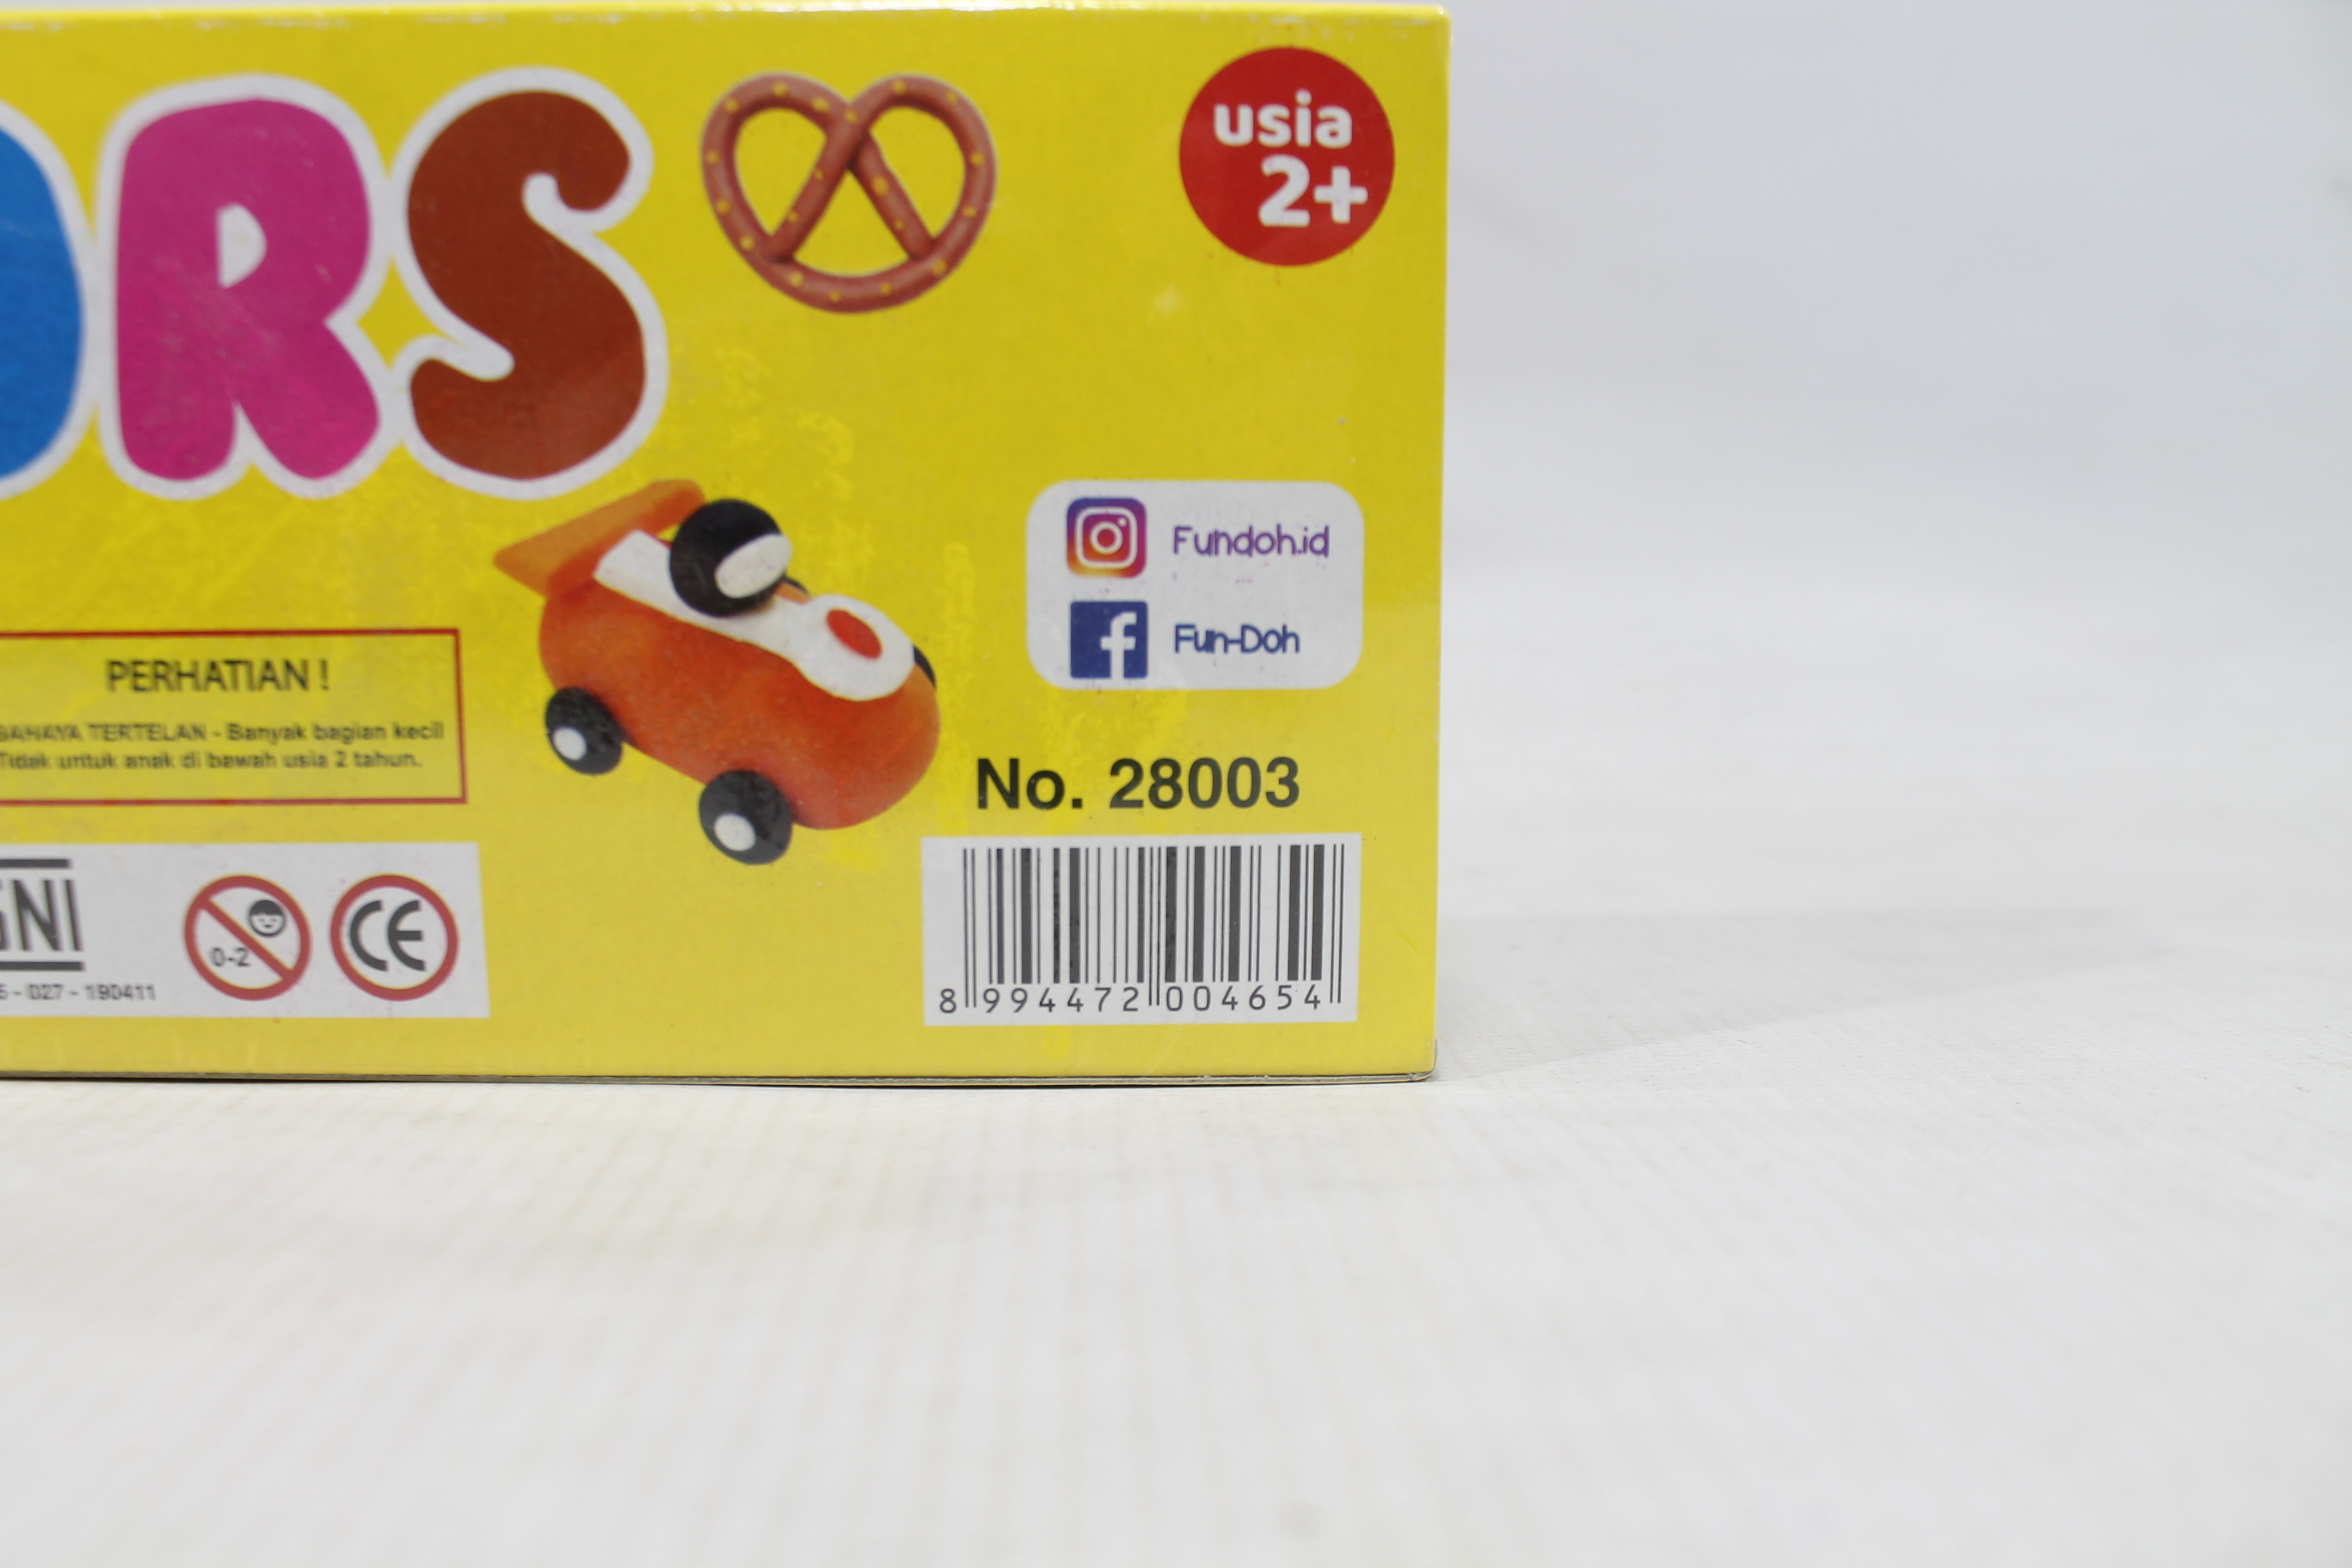 ORS
usia
2+
Fundoh.id
Fun-Doh
PERHATIAN !
BAHAYA TERTELAN - Banyak bagian kecil
Tidak untuk anak di bawah usia 2 tahun.
No. 28003
0-2
CE
027 - 190411
8 994472 004654